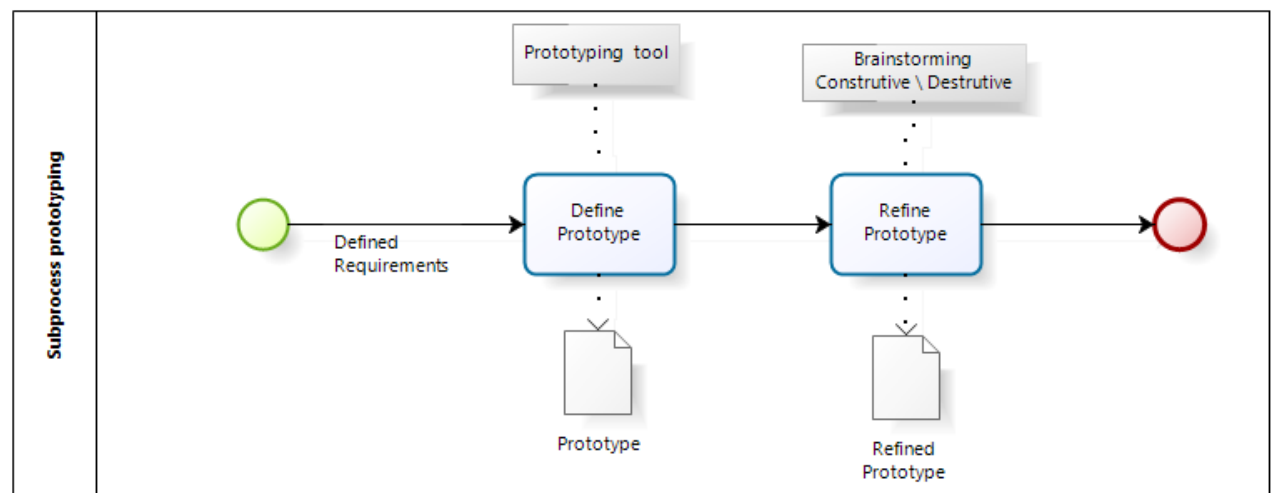 Subprocess prototyping
Prototyping tool
Brainstorming
Construtive \ Destrutive
Define
Prototype
Refine
Prototype
Defined
Requirements
Prototype
Refined
Prototype